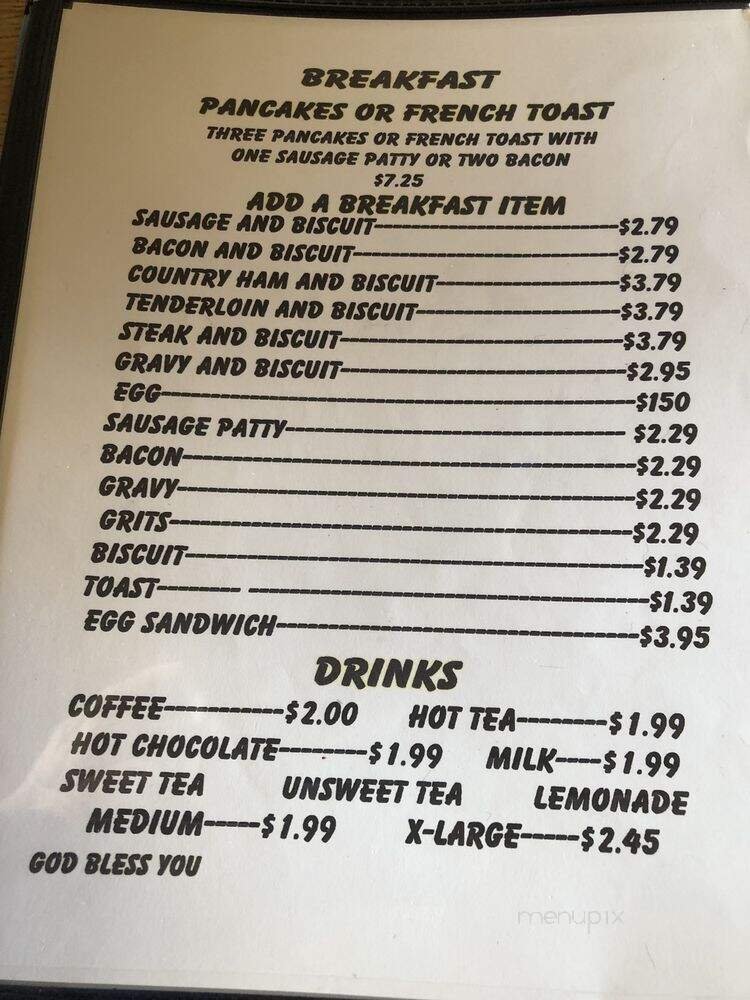 BREAKFAST
PANCAKES OR FRENCH TOAST
THREE PANCAKES OR FRENCH TOAST WITH
ONE SAUSAGE PATTY OR TWO BACON
$7.25
ADD A BREAKFAST ITEM
SAUSAGE AND BISCUIT----------$2.79
BACON AND BISCUIT----------$2.79
COUNTRY HAM AND BISCUIT----------$3.79
TENDERLOIN AND BISCUIT----------$3.79
STEAK AND BISCUIT----------$3.79
GRAVY AND BISCUIT----------$2.95
EGG----------$150
SAUSAGE PATTY---------- $2.29
BACON----------$2.29
GRAVY----------$2.29
GRITS----------$2.29
BISCUIT----------$1.39
TOAST----- ----------$1.39
EGG SANDWICH----------$3.95
DRINKS
COFFEE----------$2.00 HOT TEA--------$1.99
HOT CHOCOLATE--------$1.99 MILK----$1.99
SWEET TEA UNSWEET TEA LEMONADE
MEDIUM-----$1.99 X-LARGE-----$2.45
GOD BLESS YOU
menupix